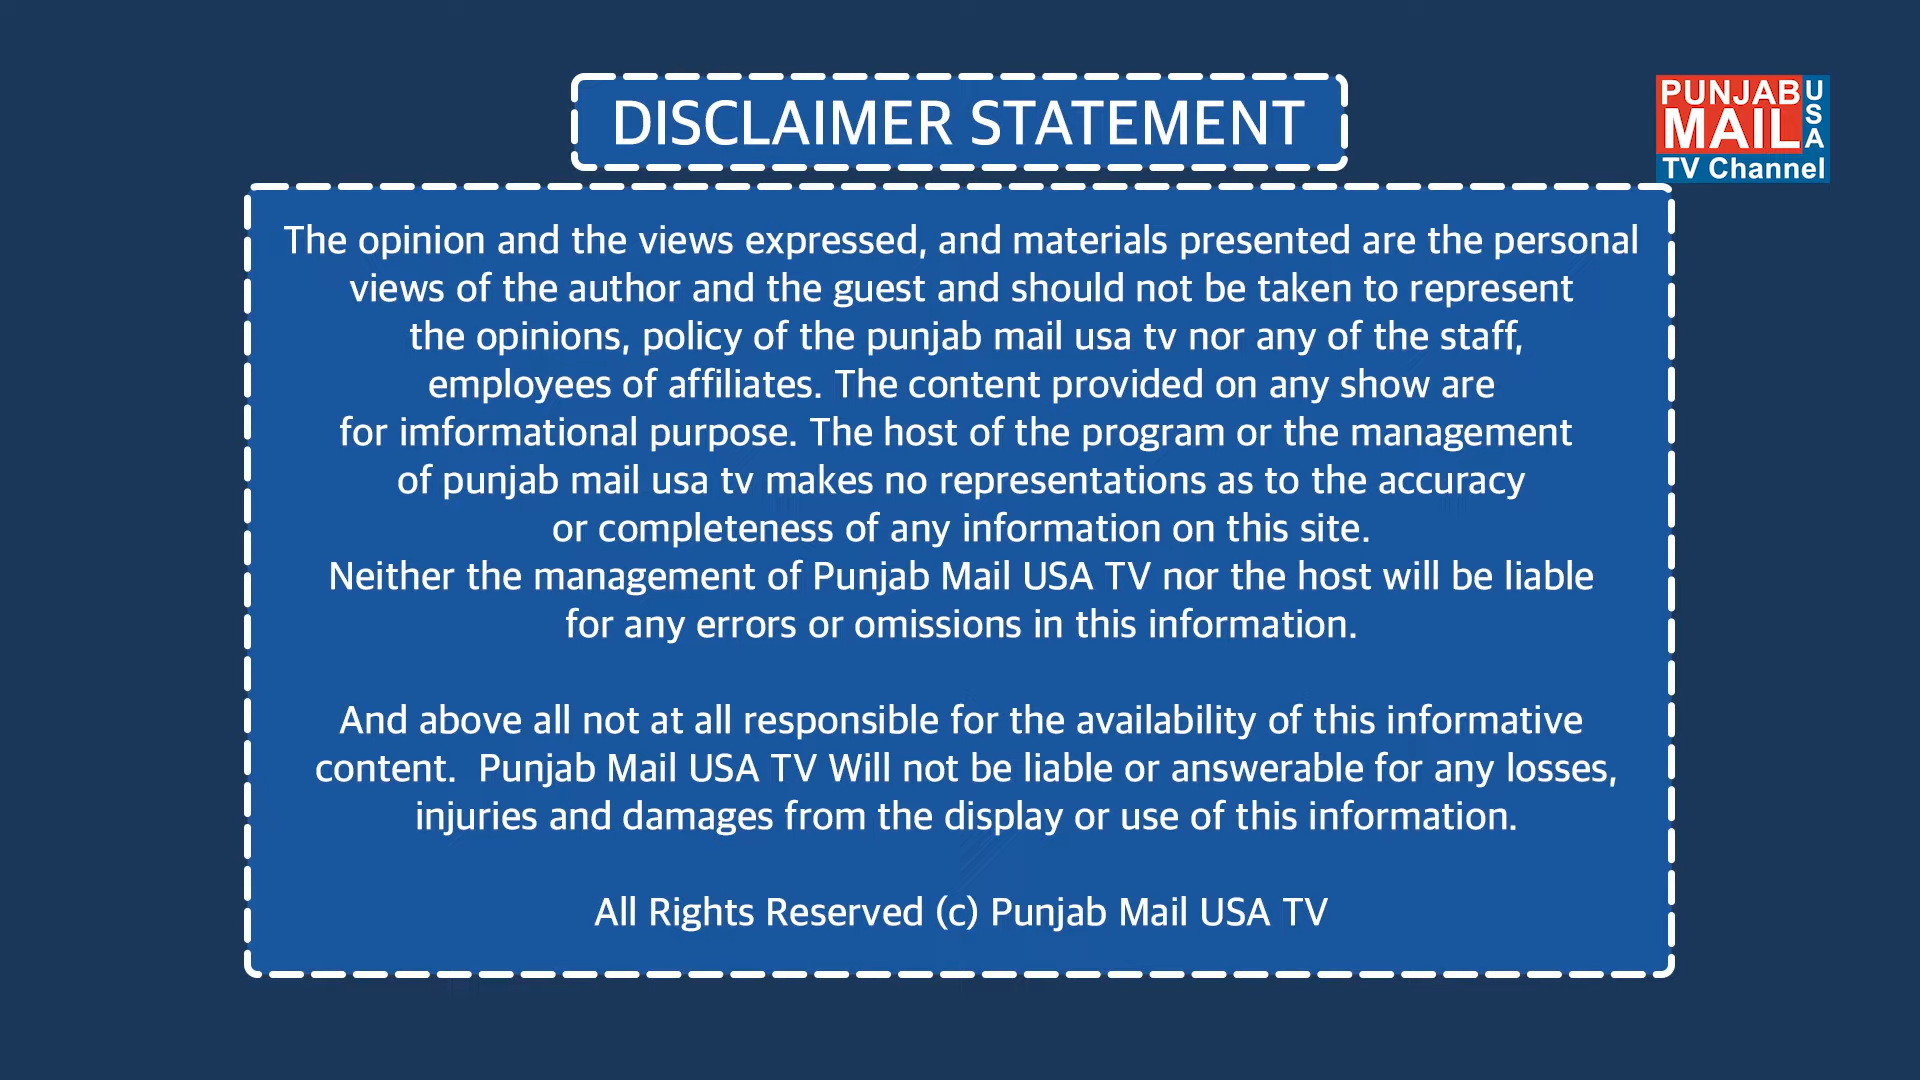 DISCLAIMER STATEMENT
PUNJAB USA
MAIL
TV Channel
The opinion and the views expressed, and materials presented are the personal
views of the author and the guest and should not be taken to represent
the opinions, policy of the punjab mail usa tv nor any of the staff,
employees of affiliates. The content provided on any show are
for imformational purpose. The host of the program or the management
of punjab mail usa tv makes no representations as to the accuracy
or completeness of any information on this site.
Neither the management of Punjab Mail USA TV nor the host will be liable
for any errors or omissions in this information.
And above all not at all responsible for the availability of this informative
content.  Punjab Mail USA TV Will not be liable or answerable for any losses,
injuries and damages from the display or use of this information.
All Rights Reserved (c) Punjab Mail USA TV